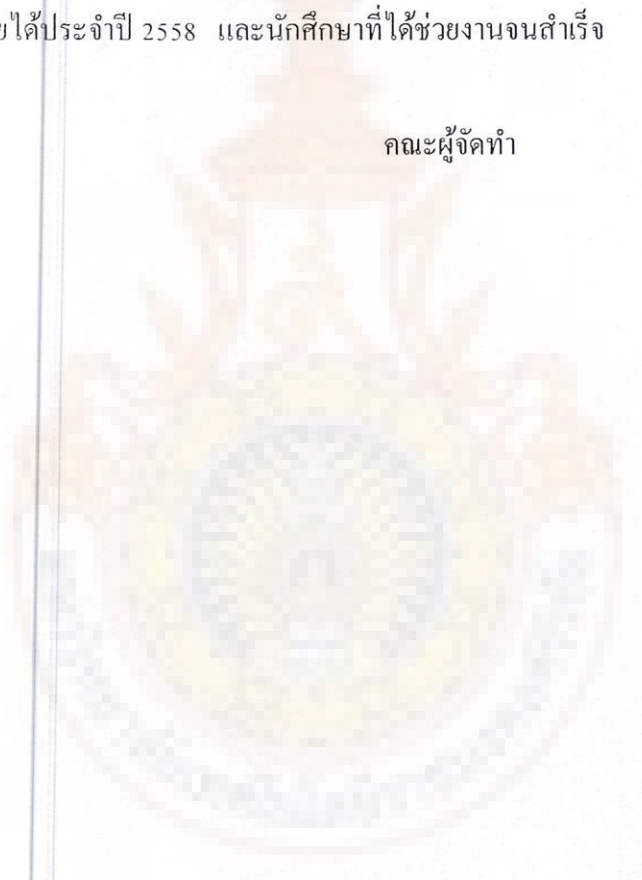 ยได้ประจำปี 2558 และนักศึกษาที่ได้ช่วยงานจนสำเร็จ
คณะผู้จัดทำ